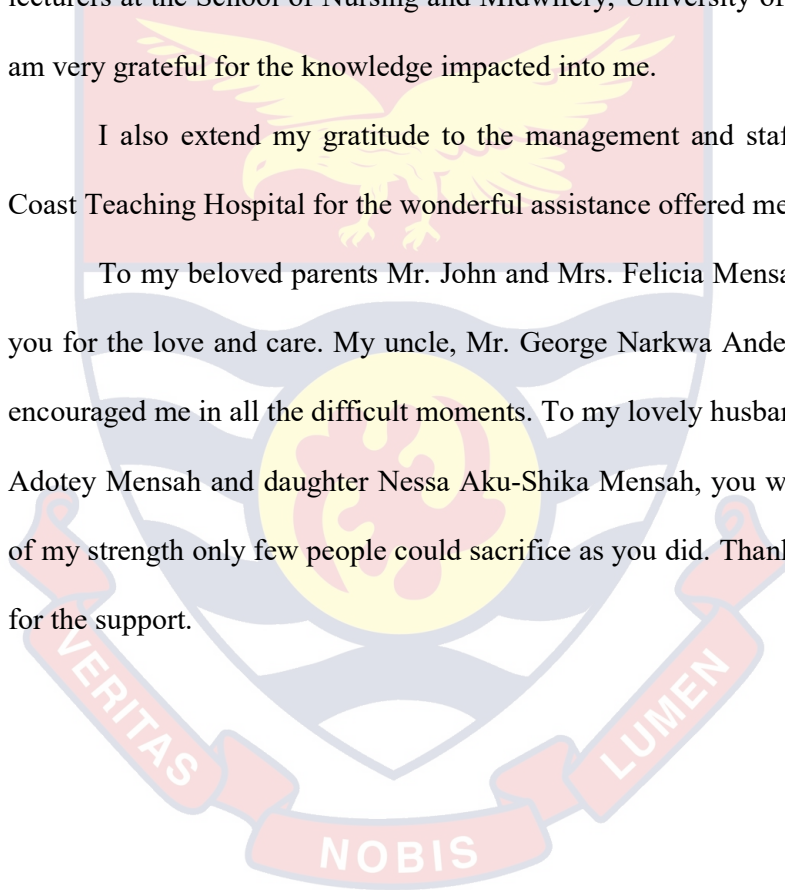 lecturers at the School of Nursing and Midwifery, University of
am very grateful for the knowledge impacted into me.
I also extend my gratitude to the management and staf
Coast Teaching Hospital for the wonderful assistance offered me
To my beloved parents Mr. John and Mrs. Felicia Mensa
you for the love and care. My uncle, Mr. George Narkwa Ande
encouraged me in all the difficult moments. To my lovely husban
Adotey Mensah and daughter Nessa Aku-Shika Mensah, you w
of my strength only few people could sacrifice as you did. Thank
for the support.
VERITAS
NOBIS
LUMEN